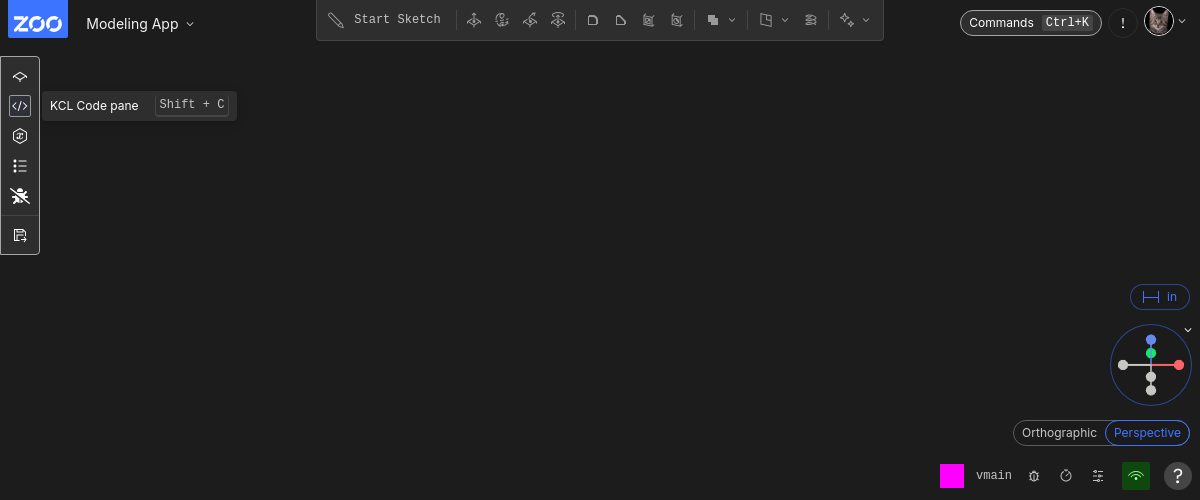 ZOO
Modeling App
Start Sketch
Commands Ctrl+K
!
KCL Code pane Shift + C
in
Orthographic Perspective
vmain
?